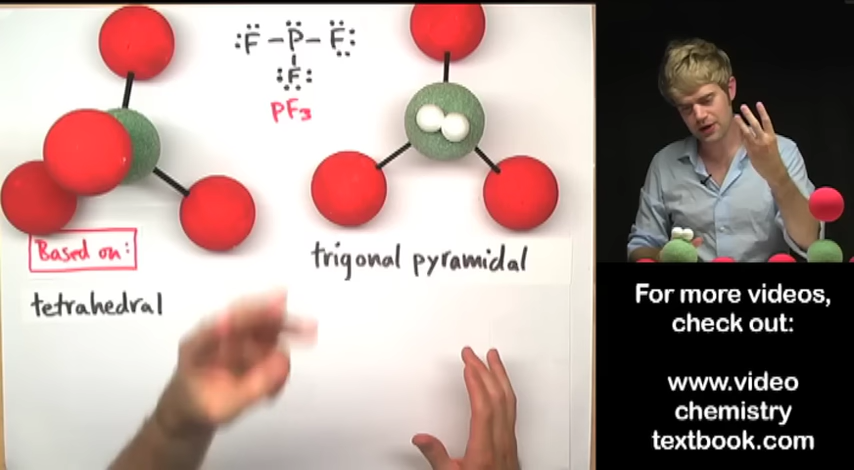 :F̈ – P̈ – F̈:
:F̤:
PF₃
Based on:
tetrahedral
trigonal pyramidal
For more videos,
check out:
www.video
chemistry
textbook.com